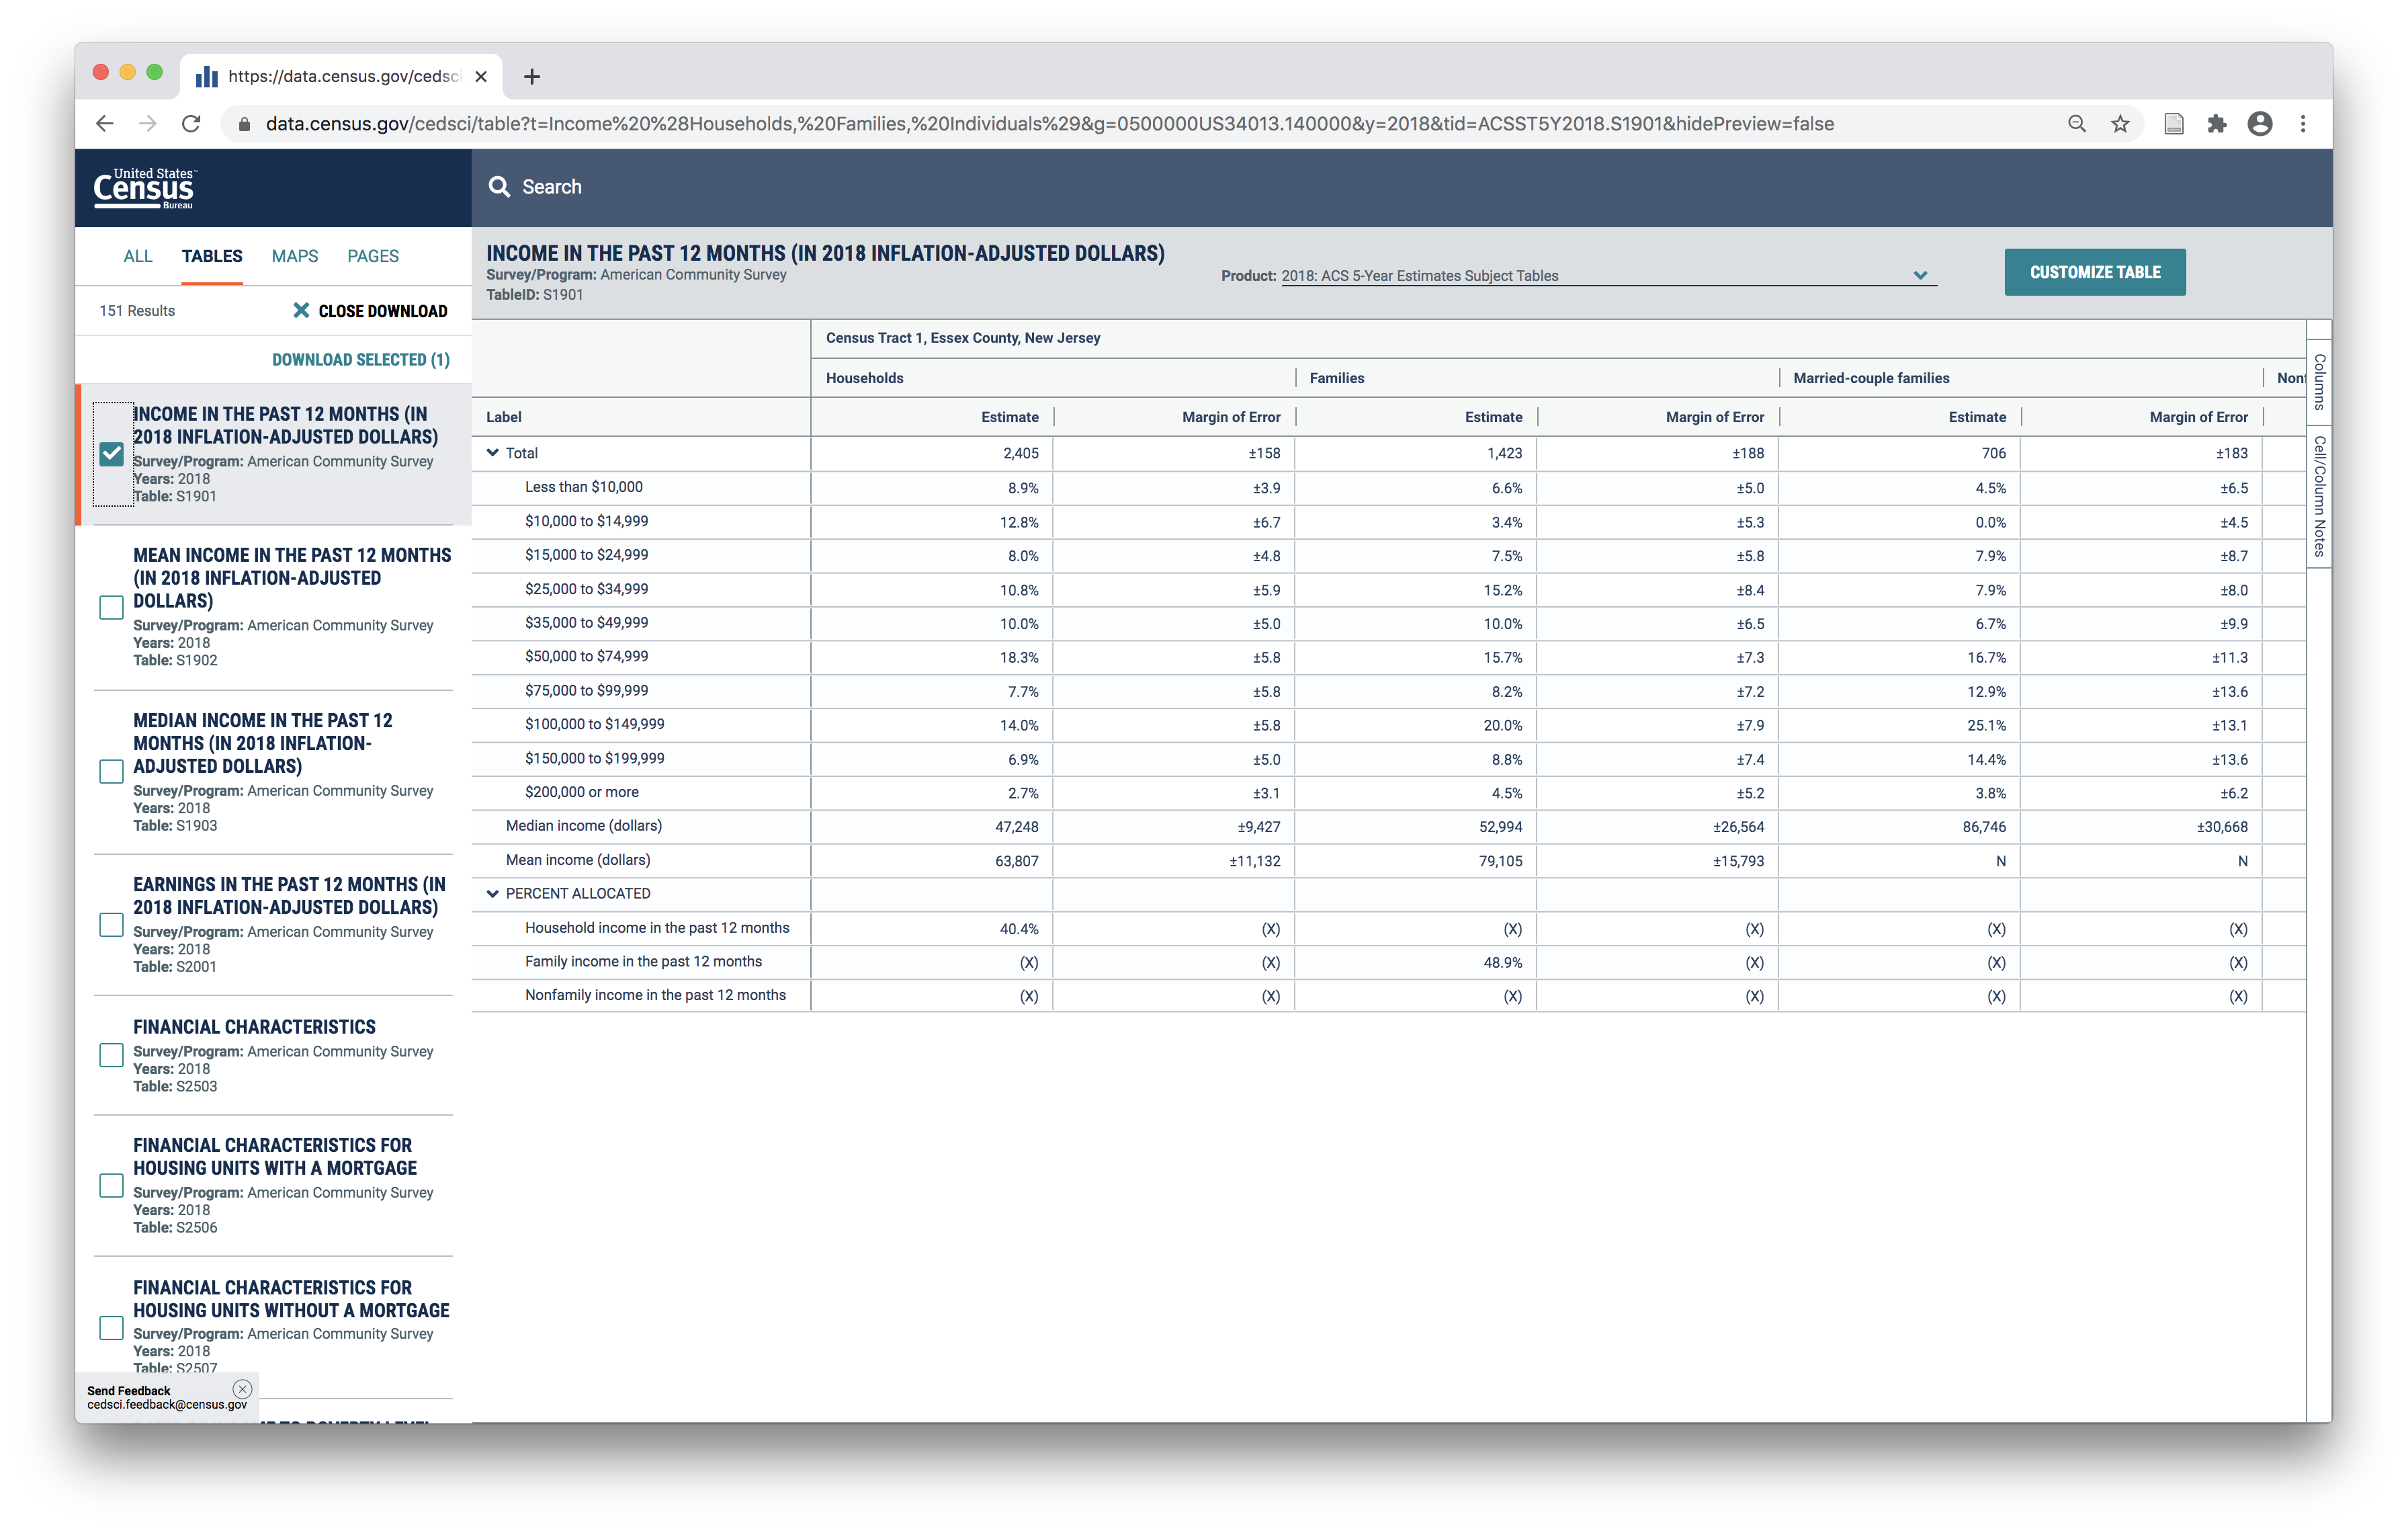 https://data.census.gov/cedsci
data.census.gov/cedsci/table?t=Income%20%28Households,%20Families,%20Individuals%29&g=0500000US34013.140000&y=2018&tid=ACSST5Y2018.S1901&hidePreview=false
United States™
Census
Bureau
Search
ALL TABLES MAPS PAGES
151 Results CLOSE DOWNLOAD
DOWNLOAD SELECTED (1)
INCOME IN THE PAST 12 MONTHS (IN
2018 INFLATION-ADJUSTED DOLLARS)
Survey/Program: American Community Survey
Years: 2018
Table: S1901
MEAN INCOME IN THE PAST 12 MONTHS
(IN 2018 INFLATION-ADJUSTED
DOLLARS)
Survey/Program: American Community Survey
Years: 2018
Table: S1902
MEDIAN INCOME IN THE PAST 12
MONTHS (IN 2018 INFLATION-
ADJUSTED DOLLARS)
Survey/Program: American Community Survey
Years: 2018
Table: S1903
EARNINGS IN THE PAST 12 MONTHS (IN
2018 INFLATION-ADJUSTED DOLLARS)
Survey/Program: American Community Survey
Years: 2018
Table: S2001
FINANCIAL CHARACTERISTICS
Survey/Program: American Community Survey
Years: 2018
Table: S2503
FINANCIAL CHARACTERISTICS FOR
HOUSING UNITS WITH A MORTGAGE
Survey/Program: American Community Survey
Years: 2018
Table: S2506
FINANCIAL CHARACTERISTICS FOR
HOUSING UNITS WITHOUT A MORTGAGE
Survey/Program: American Community Survey
Years: 2018
Table: S2507
Send Feedback
cedsci.feedback@census.gov
INCOME IN THE PAST 12 MONTHS (IN 2018 INFLATION-ADJUSTED DOLLARS)
Survey/Program: American Community Survey
TableID: S1901
Product: 2018: ACS 5-Year Estimates Subject Tables
CUSTOMIZE TABLE
Census Tract 1, Essex County, New Jersey
Households Families Married-couple families
Label Estimate Margin of Error Estimate Margin of Error Estimate Margin of Error
Total 2,405 ±158 1,423 ±188 706 ±183
Less than $10,000 8.9% ±3.9 6.6% ±5.0 4.5% ±6.5
$10,000 to $14,999 12.8% ±6.7 3.4% ±5.3 0.0% ±4.5
$15,000 to $24,999 8.0% ±4.8 7.5% ±5.8 7.9% ±8.7
$25,000 to $34,999 10.8% ±5.9 15.2% ±8.4 7.9% ±8.0
$35,000 to $49,999 10.0% ±5.0 10.0% ±6.5 6.7% ±9.9
$50,000 to $74,999 18.3% ±5.8 15.7% ±7.3 16.7% ±11.3
$75,000 to $99,999 7.7% ±5.8 8.2% ±7.2 12.9% ±13.6
$100,000 to $149,999 14.0% ±5.8 20.0% ±7.9 25.1% ±13.1
$150,000 to $199,999 6.9% ±5.0 8.8% ±7.4 14.4% ±13.6
$200,000 or more 2.7% ±3.1 4.5% ±5.2 3.8% ±6.2
Median income (dollars) 47,248 ±9,427 52,994 ±26,564 86,746 ±30,668
Mean income (dollars) 63,807 ±11,132 79,105 ±15,793 N N
PERCENT ALLOCATED
Household income in the past 12 months 40.4% (X) (X) (X) (X) (X)
Family income in the past 12 months (X) (X) 48.9% (X) (X) (X)
Nonfamily income in the past 12 months (X) (X) (X) (X) (X) (X)
Columns
Cell/Column Notes